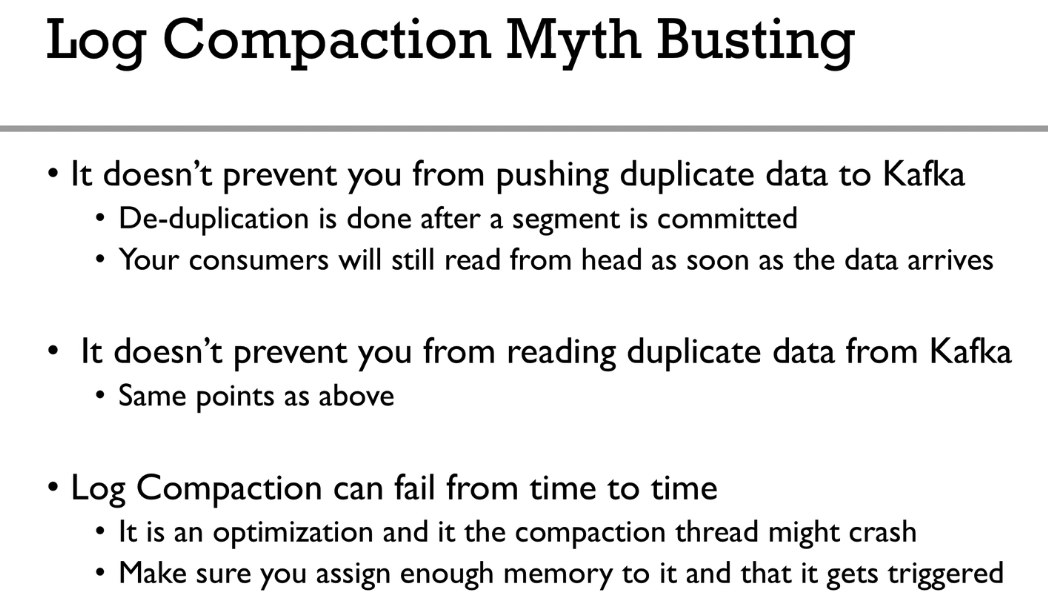 Log Compaction Myth Busting
• It doesn’t prevent you from pushing duplicate data to Kafka
• De-duplication is done after a segment is committed
• Your consumers will still read from head as soon as the data arrives
• It doesn’t prevent you from reading duplicate data from Kafka
• Same points as above
• Log Compaction can fail from time to time
• It is an optimization and it the compaction thread might crash
• Make sure you assign enough memory to it and that it gets triggered